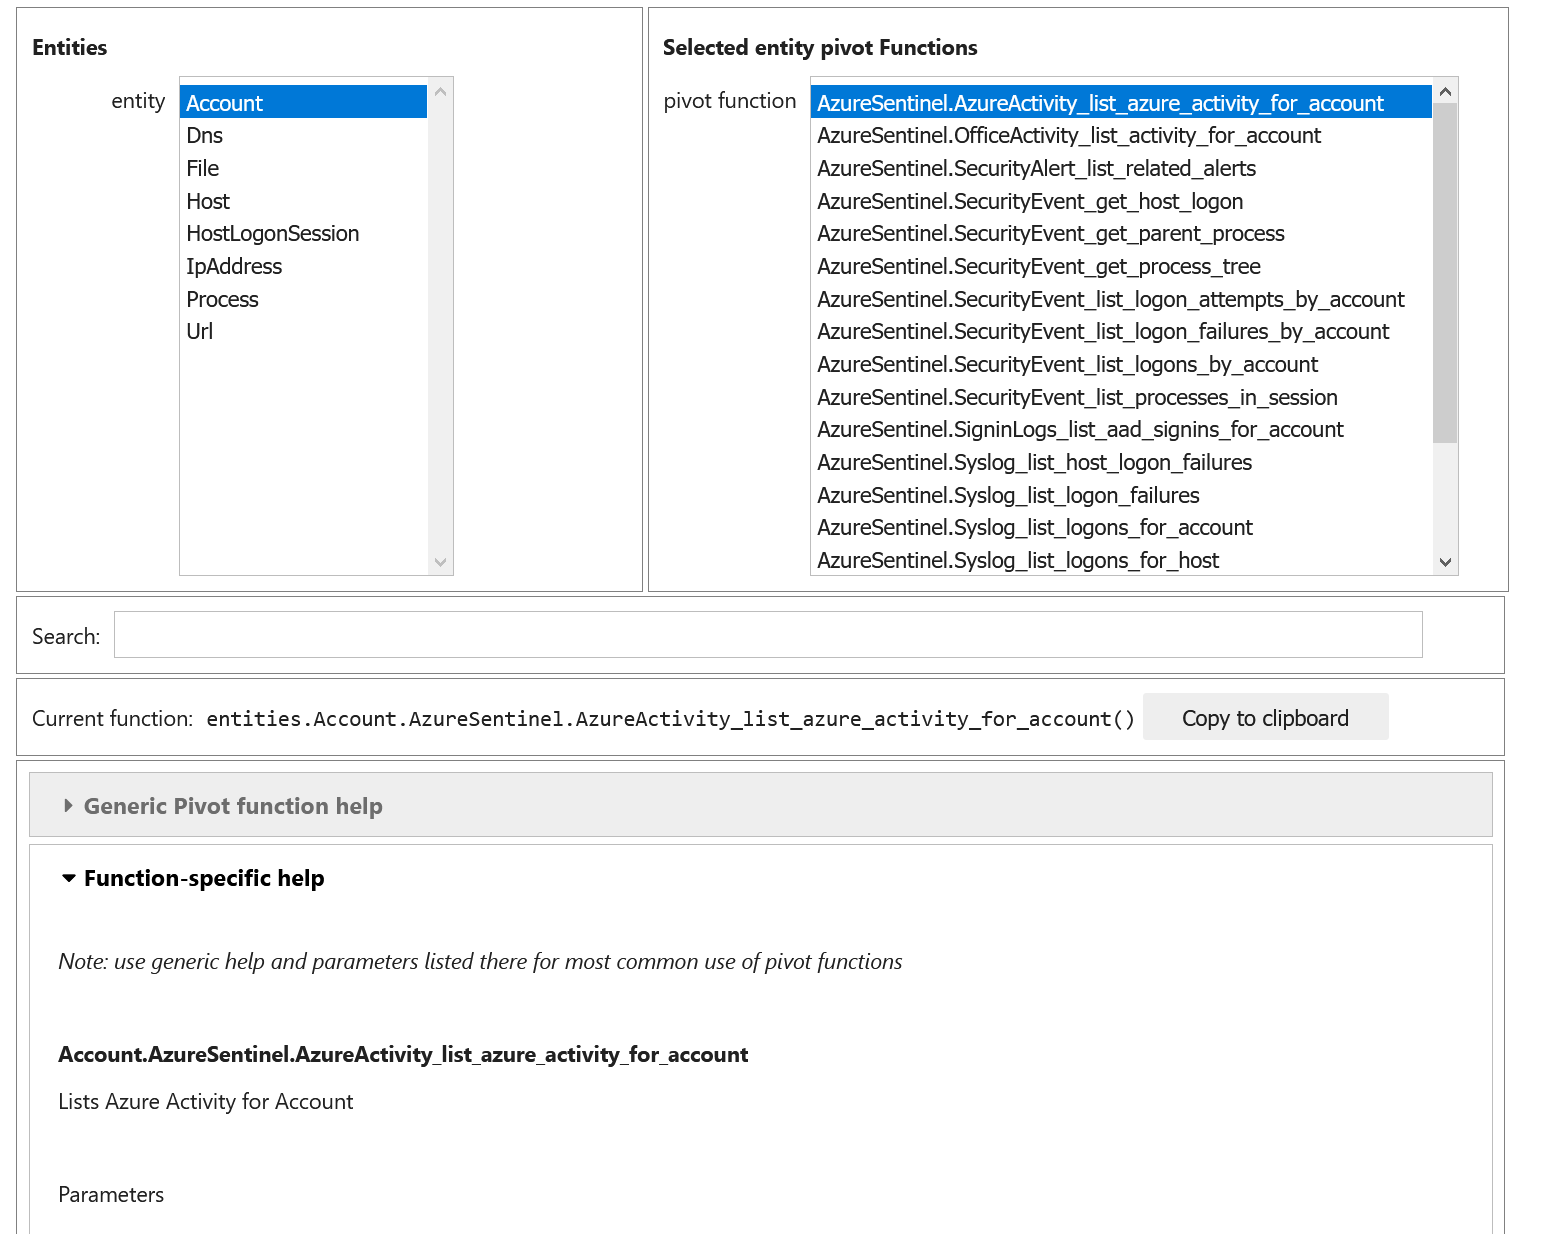 Entities
entity
Account
Dns
File
Host
HostLogonSession
IpAddress
Process
Url
Selected entity pivot Functions
pivot function
AzureSentinel.AzureActivity_list_azure_activity_for_account
AzureSentinel.OfficeActivity_list_activity_for_account
AzureSentinel.SecurityAlert_list_related_alerts
AzureSentinel.SecurityEvent_get_host_logon
AzureSentinel.SecurityEvent_get_parent_process
AzureSentinel.SecurityEvent_get_process_tree
AzureSentinel.SecurityEvent_list_logon_attempts_by_account
AzureSentinel.SecurityEvent_list_logon_failures_by_account
AzureSentinel.SecurityEvent_list_logons_by_account
AzureSentinel.SecurityEvent_list_processes_in_session
AzureSentinel.SigninLogs_list_aad_signins_for_account
AzureSentinel.Syslog_list_host_logon_failures
AzureSentinel.Syslog_list_logon_failures
AzureSentinel.Syslog_list_logons_for_account
AzureSentinel.Syslog_list_logons_for_host
Search:
Current function: entities.Account.AzureSentinel.AzureActivity_list_azure_activity_for_account() Copy to clipboard
Generic Pivot function help
Function-specific help
Note: use generic help and parameters listed there for most common use of pivot functions
Account.AzureSentinel.AzureActivity_list_azure_activity_for_account
Lists Azure Activity for Account
Parameters